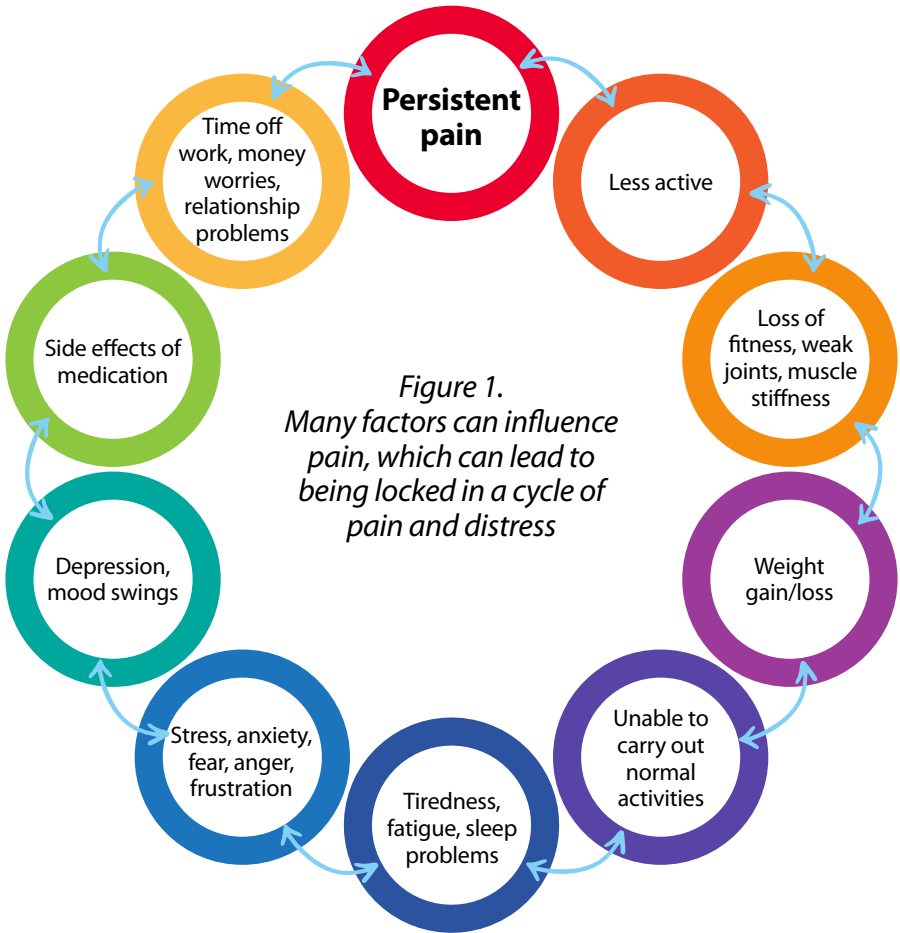 Persistent
pain
Less active
Loss of
fitness, weak
joints, muscle
stiffness
Weight
gain/loss
Unable to
carry out
normal
activities
Tiredness,
fatigue, sleep
problems
Stress, anxiety,
fear, anger,
frustration
Depression,
mood swings
Side effects of
medication
Time off
work, money
worries,
relationship
problems
Figure 1.
Many factors can influence
pain, which can lead to
being locked in a cycle of
pain and distress